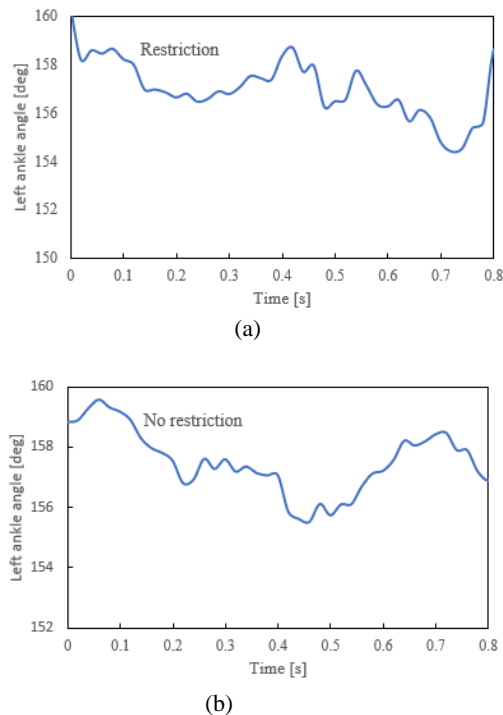 160
Restriction
158
156
154
152
150
Left ankle angle [deg]
0 0.1 0.2 0.3 0.4 0.5 0.6 0.7 0.8
Time [s]
(a)
160
No restriction
158
156
154
152
Left ankle angle [deg]
0 0.1 0.2 0.3 0.4 0.5 0.6 0.7 0.8
Time [s]
(b)